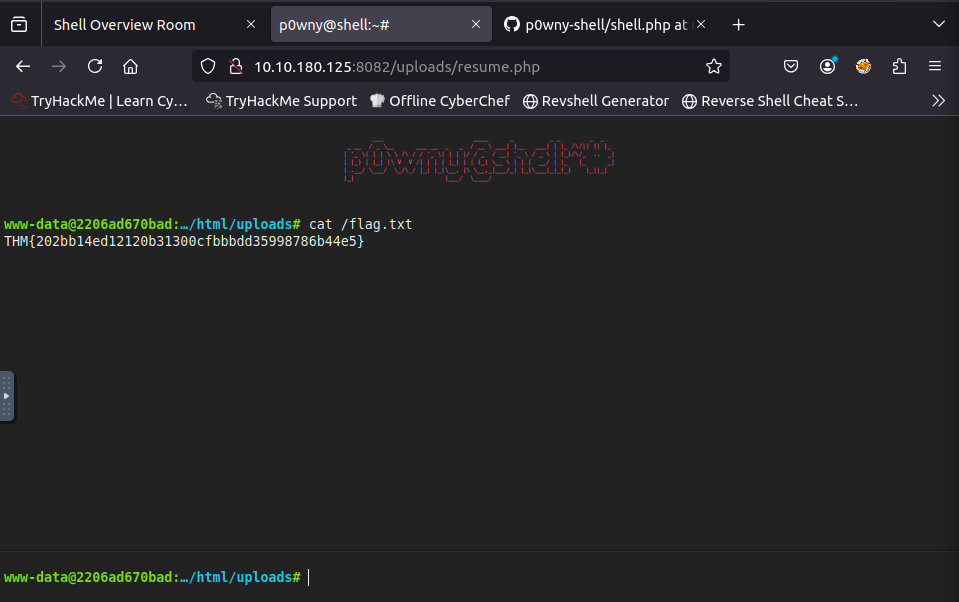 Shell Overview Room
p0wny@shell:~#
p0wny-shell/shell.php at
10.10.180.125:8082/uploads/resume.php
TryHackMe | Learn Cy…
TryHackMe Support
Offline CyberChef
Revshell Generator
Reverse Shell Cheat S…
p0wny@shell:~#
www-data@2206ad670bad:…/html/uploads# cat /flag.txt
THM{202bb14ed12120b31300cfbbbdd35998786b44e5}
www-data@2206ad670bad:…/html/uploads#